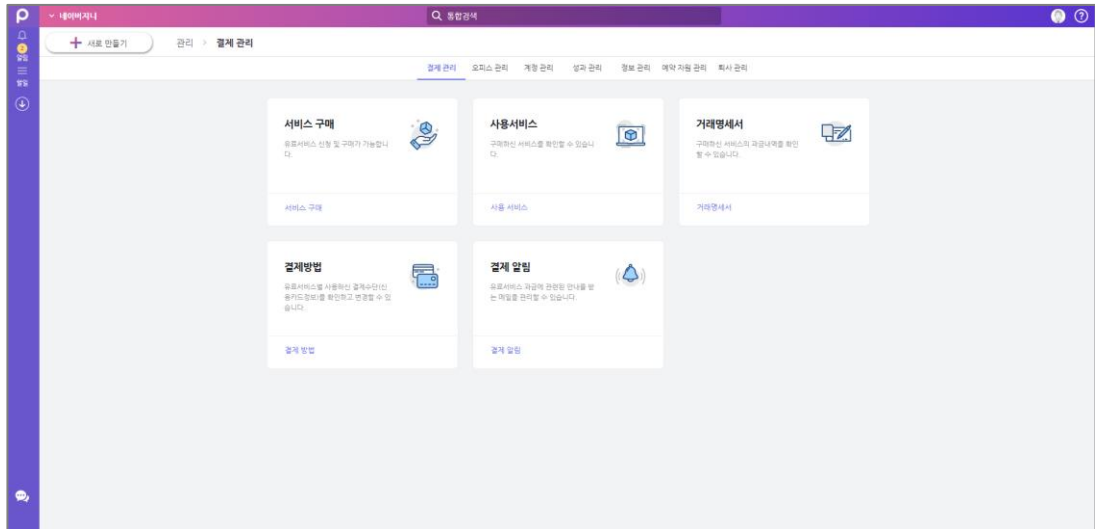 네이버지니
통합검색
새로 만들기
관리 > 결제 관리
알림
결제 관리 오피스 관리 계정 관리 성과 관리 정보 관리 예약 자원 관리 회사 관리
서비스 구매
유료서비스 신청 및 구매가 가능합니
다.
서비스 구매
사용서비스
구매하신 서비스를 확인할 수 있습니
다.
사용 서비스
거래명세서
구매하신 서비스의 과금내역을 확인
할 수 있습니다.
거래명세서
결제방법
유료서비스별 사용하신 결제수단(신
용카드정보)를 확인하고 변경할 수 있
습니다.
결제 방법
결제 알림
유료서비스 과금에 관련된 안내를 받
는 메일을 관리할 수 있습니다.
결제 알림